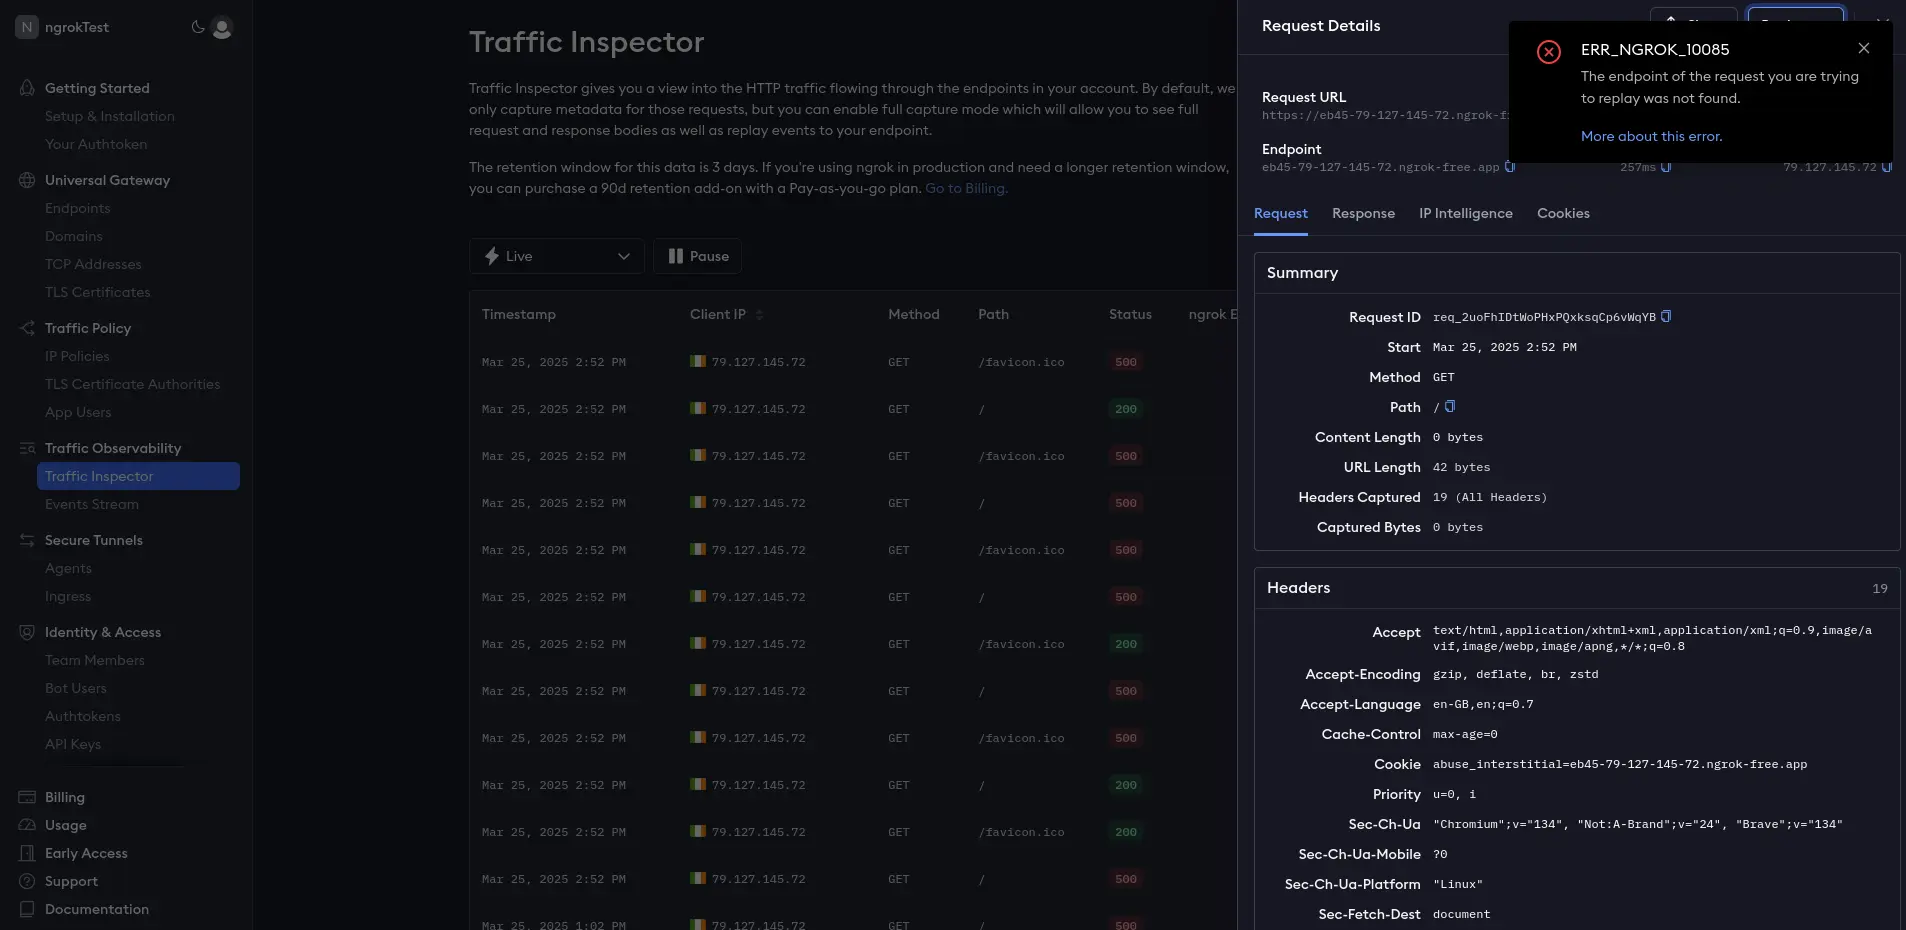 N ngrokTest
Getting Started
Setup & Installation
Your Authtoken
Universal Gateway
Endpoints
Domains
TCP Addresses
TLS Certificates
Traffic Policy
IP Policies
TLS Certificate Authorities
App Users
Traffic Observability
Traffic Inspector
Events Stream
Secure Tunnels
Agents
Ingress
Identity & Access
Team Members
Bot Users
Authtokens
API Keys
Billing
Usage
Early Access
Support
Documentation
Traffic Inspector
Traffic Inspector gives you a view into the HTTP traffic flowing through the endpoints in your account. By default, we
only capture metadata for those requests, but you can enable full capture mode which will allow you to see full
request and response bodies as well as replay events to your endpoint.
The retention window for this data is 3 days. If you're using ngrok in production and need a longer retention window,
you can purchase a 90d retention add-on with a Pay-as-you-go plan. Go to Billing.
Live Pause
Timestamp Client IP Method Path Status ngrok E
Mar 25, 2025 2:52 PM 79.127.145.72 GET /favicon.ico 500
Mar 25, 2025 2:52 PM 79.127.145.72 GET / 200
Mar 25, 2025 2:52 PM 79.127.145.72 GET /favicon.ico 500
Mar 25, 2025 2:52 PM 79.127.145.72 GET / 500
Mar 25, 2025 2:52 PM 79.127.145.72 GET /favicon.ico 500
Mar 25, 2025 2:52 PM 79.127.145.72 GET / 500
Mar 25, 2025 2:52 PM 79.127.145.72 GET /favicon.ico 200
Mar 25, 2025 2:52 PM 79.127.145.72 GET / 500
Mar 25, 2025 2:52 PM 79.127.145.72 GET /favicon.ico 500
Mar 25, 2025 2:52 PM 79.127.145.72 GET / 200
Mar 25, 2025 2:52 PM 79.127.145.72 GET /favicon.ico 200
Mar 25, 2025 2:52 PM 79.127.145.72 GET / 500
Mar 25, 2025 1:02 PM 79.127.145.72 GET /favicon.ico 500
Request Details
ERR_NGROK_10085
The endpoint of the request you are trying
to replay was not found.
More about this error.
Request URL
https://eb45-79-127-145-72.ngrok-fr
Endpoint
eb45-79-127-145-72.ngrok-free.app 257ms 79.127.145.72
Request Response IP Intelligence Cookies
Summary
Request ID req_2uoFhIDtWoPHxPQxksqCp6vWqYB
Start Mar 25, 2025 2:52 PM
Method GET
Path /
Content Length 0 bytes
URL Length 42 bytes
Headers Captured 19 (All Headers)
Captured Bytes 0 bytes
Headers 19
Accept text/html,application/xhtml+xml,application/xml;q=0.9,image/a
vif,image/webp,image/apng,*/*;q=0.8
Accept-Encoding gzip, deflate, br, zstd
Accept-Language en-GB,en;q=0.7
Cache-Control max-age=0
Cookie abuse_interstitial=eb45-79-127-145-72.ngrok-free.app
Priority u=0, i
Sec-Ch-Ua "Chromium";v="134", "Not:A-Brand";v="24", "Brave";v="134"
Sec-Ch-Ua-Mobile ?0
Sec-Ch-Ua-Platform "Linux"
Sec-Fetch-Dest document